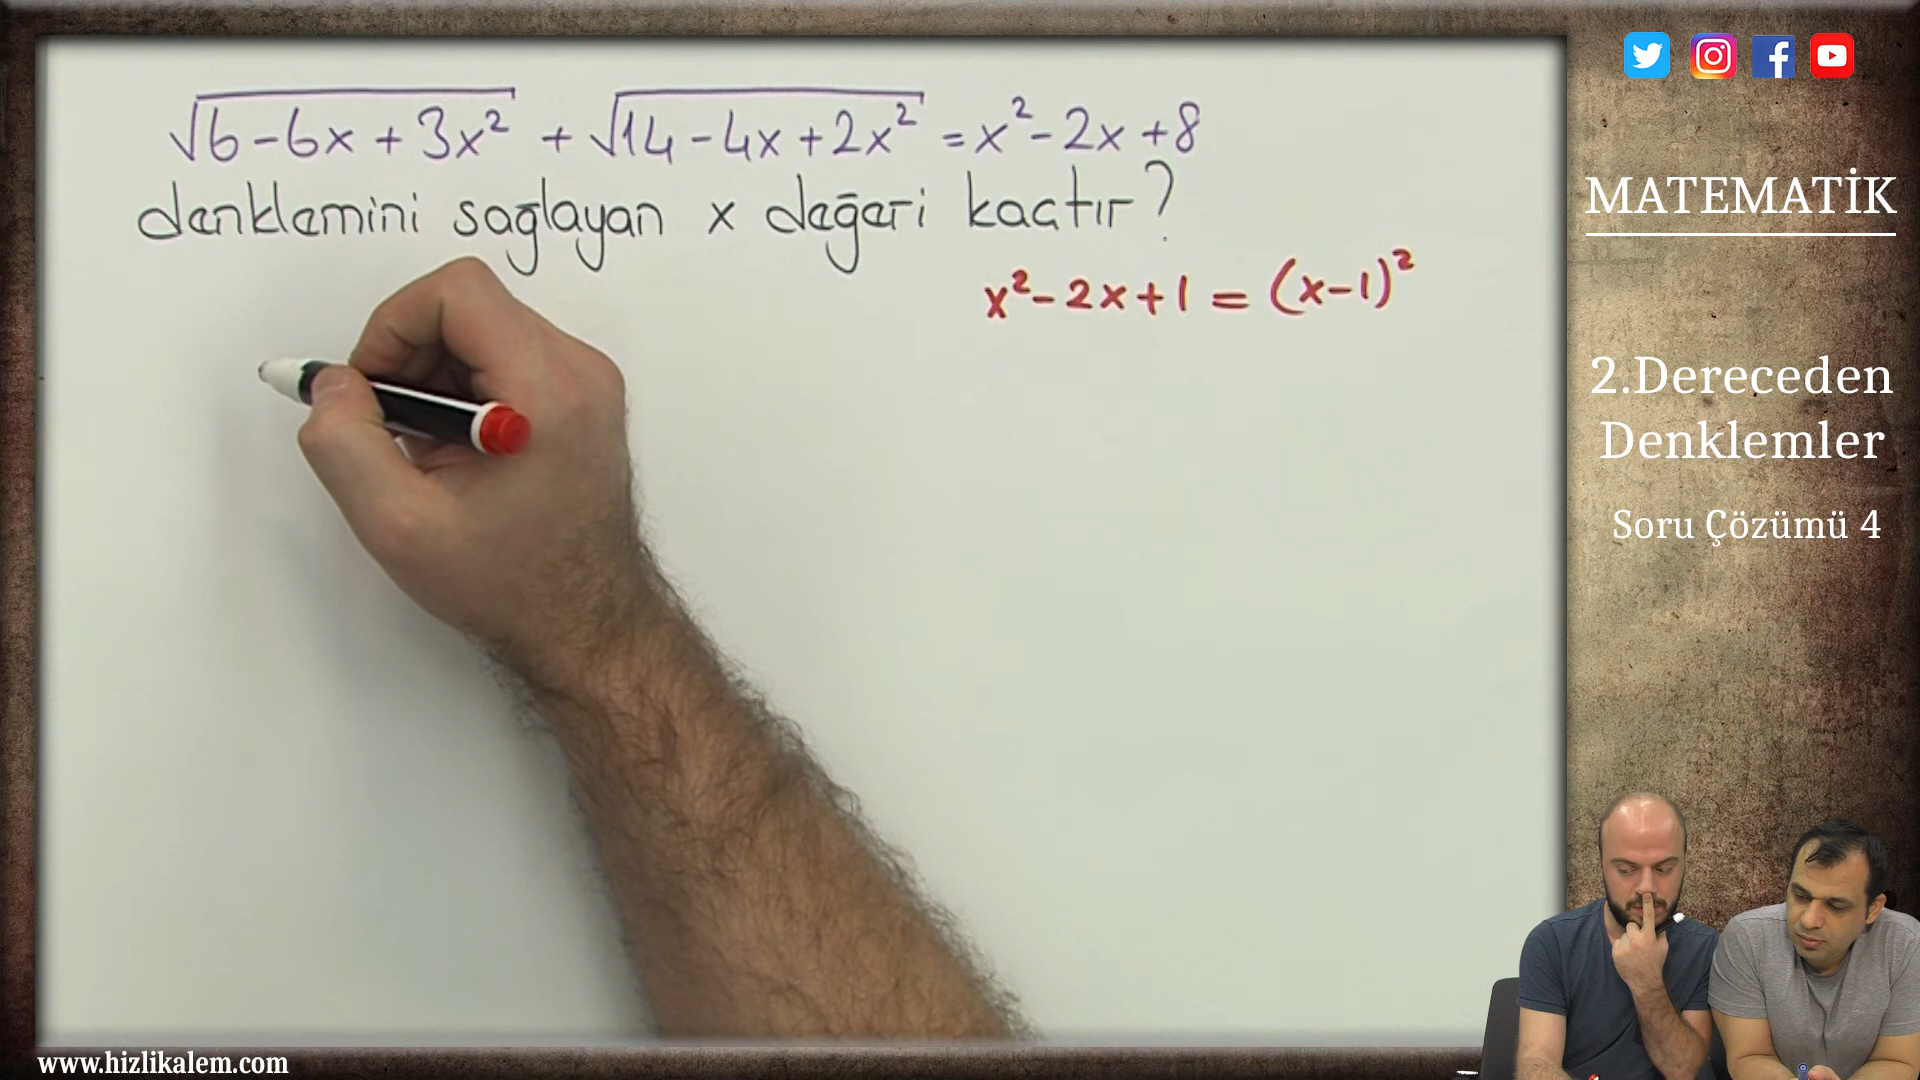 √6-6x+3x² + √14-4x+2x² = x²-2x+8
denklemini sağlayan x değeri kaçtır?
x²-2x+1 = (x-1)²
MATEMATİK
2.Dereceden
Denklemler
Soru Çözümü 4
www.hizlikalem.com